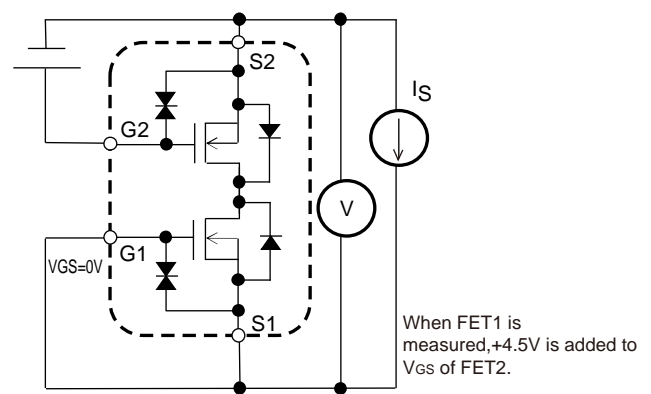 S2
IS
G2
V
G1
VGS=0V
S1
When FET1 is
measured,+4.5V is added to
VGS of FET2.